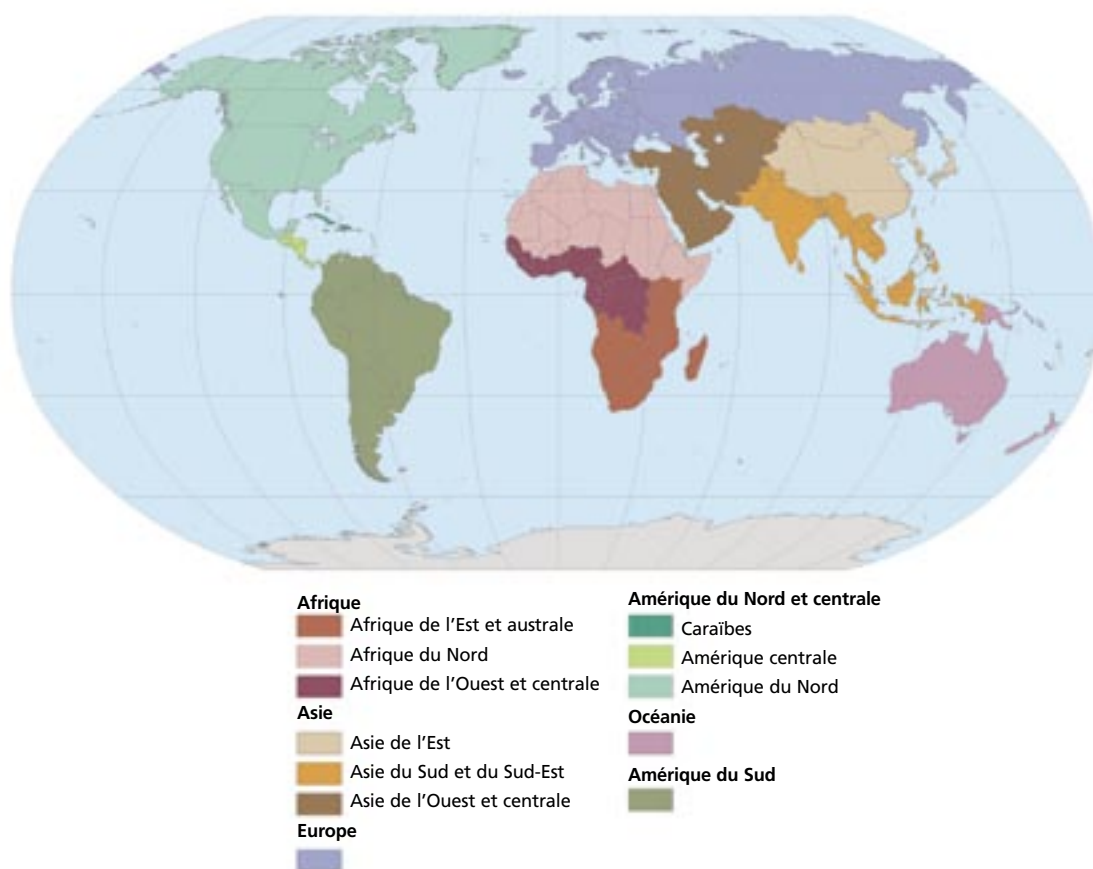 Afrique
Afrique de l'Est et australe
Afrique du Nord
Afrique de l'Ouest et centrale
Asie
Asie de l'Est
Asie du Sud et du Sud-Est
Asie de l'Ouest et centrale
Europe
Amérique du Nord et centrale
Caraïbes
Amérique centrale
Amérique du Nord
Océanie
Amérique du Sud